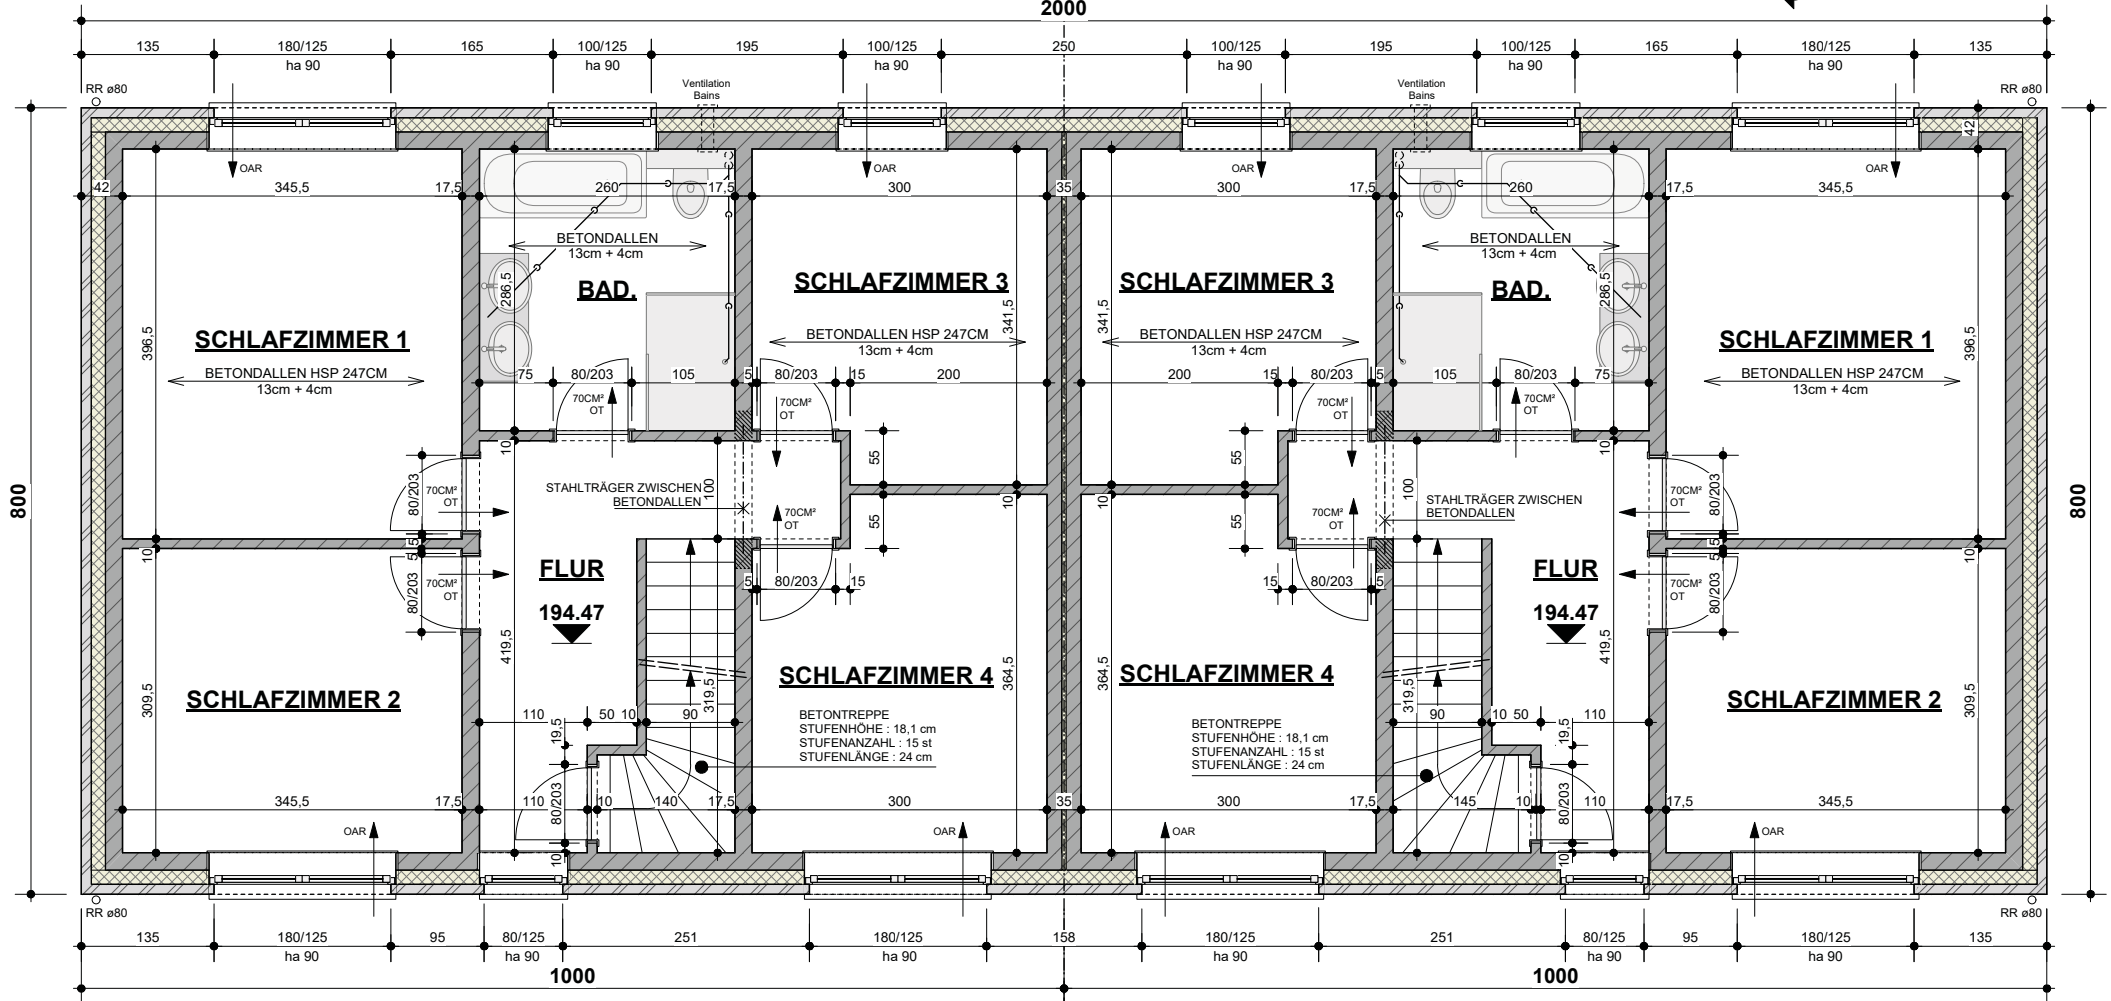 2000
135 180/125 165 100/125 195 100/125 250 100/125 195 100/125 165 180/125 135
ha 90 ha 90 ha 90 ha 90 ha 90 ha 90
Ventilation Ventilation
Bains Bains
RR ø80 RR ø80
42
OAR OAR OAR OAR
42 345,5 17,5 260 17,5 300 35 300 17,5 260 17,5 345,5
BETONDALLEN BETONDALLEN
13cm + 4cm 13cm + 4cm
SCHLAFZIMMER 3 SCHLAFZIMMER 3
BAD. BAD.
286,5 286,5
341,5 341,5
396,5 396,5
SCHLAFZIMMER 1 SCHLAFZIMMER 1
BETONDALLEN HSP 247CM BETONDALLEN HSP 247CM
13cm + 4cm 13cm + 4cm
BETONDALLEN HSP 247CM BETONDALLEN HSP 247CM
13cm + 4cm 13cm + 4cm
75 80/203 105 5 80/203 15 200 200 15 80/203 5 105 80/203 75
70CM² 70CM² 70CM² 70CM²
OT OT OT OT
10 55 55 10
800 800
80/203 80/203
70CM² 70CM²
OT OT
STAHLTRÄGER ZWISCHEN
BETONDALLEN
100 100
STAHLTRÄGER ZWISCHEN
BETONDALLEN
70CM² 70CM²
OT OT
10 10
55 55
5 5
10 5 5 10
FLUR FLUR
70CM² 70CM²
OT OT
80/203 80/203
5 80/203 15 15 80/203 5
194.47 194.47
419,5 419,5
SCHLAFZIMMER 4 SCHLAFZIMMER 4
364,5 364,5
319,5 319,5
SCHLAFZIMMER 2 SCHLAFZIMMER 2
309,5 309,5
110 50 10 90 90 10 50 110
19,5 19,5
BETONTREPPE
STUFENHÖHE : 18,1 cm
STUFENANZAHL : 15 st
STUFENLÄNGE : 24 cm
BETONTREPPE
STUFENHÖHE : 18,1 cm
STUFENANZAHL : 15 st
STUFENLÄNGE : 24 cm
345,5 17,5 110 10 140 17,5 300 35 300 17,5 145 10 110 17,5 345,5
80/203 80/203
OAR OAR OAR OAR
10 10
RR ø80 RR ø80
135 180/125 95 80/125 251 180/125 158 180/125 251 80/125 95 180/125 135
ha 90 ha 90 ha 90 ha 90 ha 90 ha 90
1000 1000